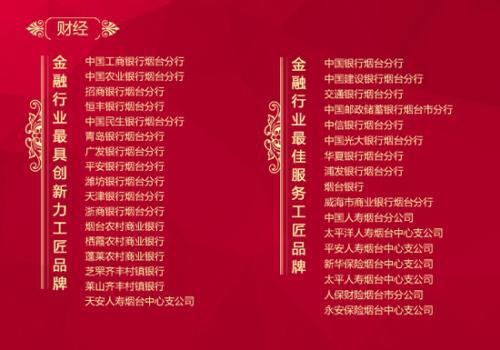 财经
金融行业最具创新力工匠品牌
中国工商银行烟台分行
中国农业银行烟台分行
招商银行烟台分行
恒丰银行烟台分行
中国民生银行烟台分行
青岛银行烟台分行
广发银行烟台分行
平安银行烟台分行
潍坊银行烟台分行
天津银行烟台分行
浙商银行烟台分行
烟台农村商业银行
栖霞农村商业银行
蓬莱农村商业银行
芝罘齐丰村镇银行
莱山齐丰村镇银行
天安人寿烟台中心支公司
金融行业最佳服务工匠品牌
中国银行烟台分行
中国建设银行烟台分行
交通银行烟台分行
中国邮政储蓄银行烟台市分行
中信银行烟台分行
中国光大银行烟台分行
华夏银行烟台分行
浦发银行烟台分行
烟台银行
威海市商业银行烟台分行
中国人寿烟台分公司
太平洋人寿烟台中心支公司
平安人寿烟台中心支公司
新华保险烟台中心支公司
太平人寿烟台中心支公司
人保财险烟台市分公司
永安保险烟台中心支公司